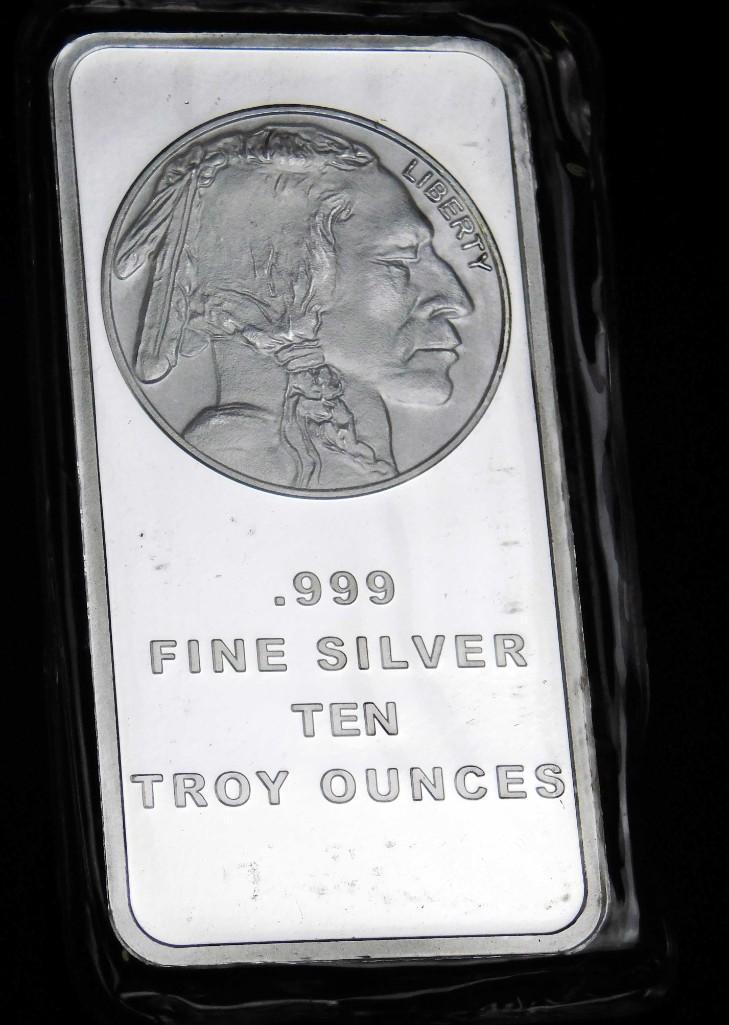 LIBERTY
.999
FINE SILVER
TEN
TROY OUNCES